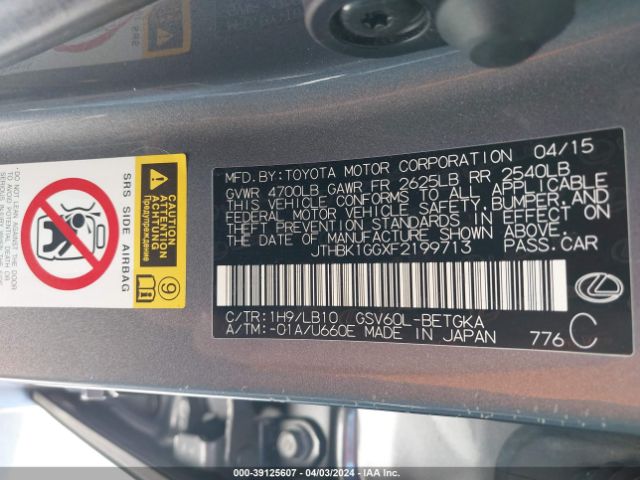 MFD. BY: TOYOTA MOTOR CORPORATION 04/15
GVWR 4700LB GAWR FR 2625LB RR 2540LB
THIS VEHICLE CONFORMS TO ALL APPLICABLE
FEDERAL MOTOR VEHICLE SAFETY, BUMPER, AND
THEFT PREVENTION STANDARDS IN EFFECT ON
THE DATE OF MANUFACTURE SHOWN ABOVE.
JTHBK1GGXF2199713 PASS.CAR
C/TR: 1H9/LB10 GSV60L-BETGKA
A/TM: -01A/U660E MADE IN JAPAN
776 C
SRS SIDE AIRBAG
Предупреждение
CAUTION
9
000-39125607 - 04/03/2024 - IAA Inc.